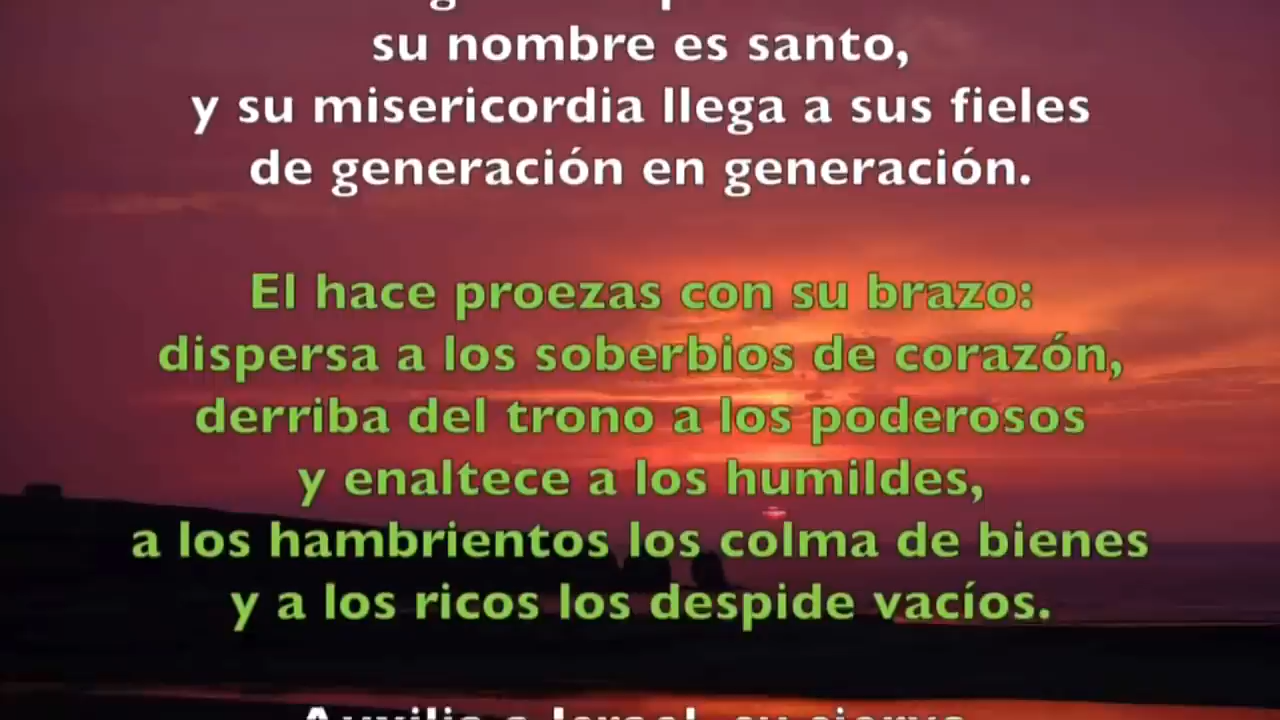 su nombre es santo,
y su misericordia llega a sus fieles
de generación en generación.
El hace proezas con su brazo:
dispersa a los soberbios de corazón,
derriba del trono a los poderosos
y enaltece a los humildes,
a los hambrientos los colma de bienes
y a los ricos los despide vacíos.
Auxilia a Israel, su siervo